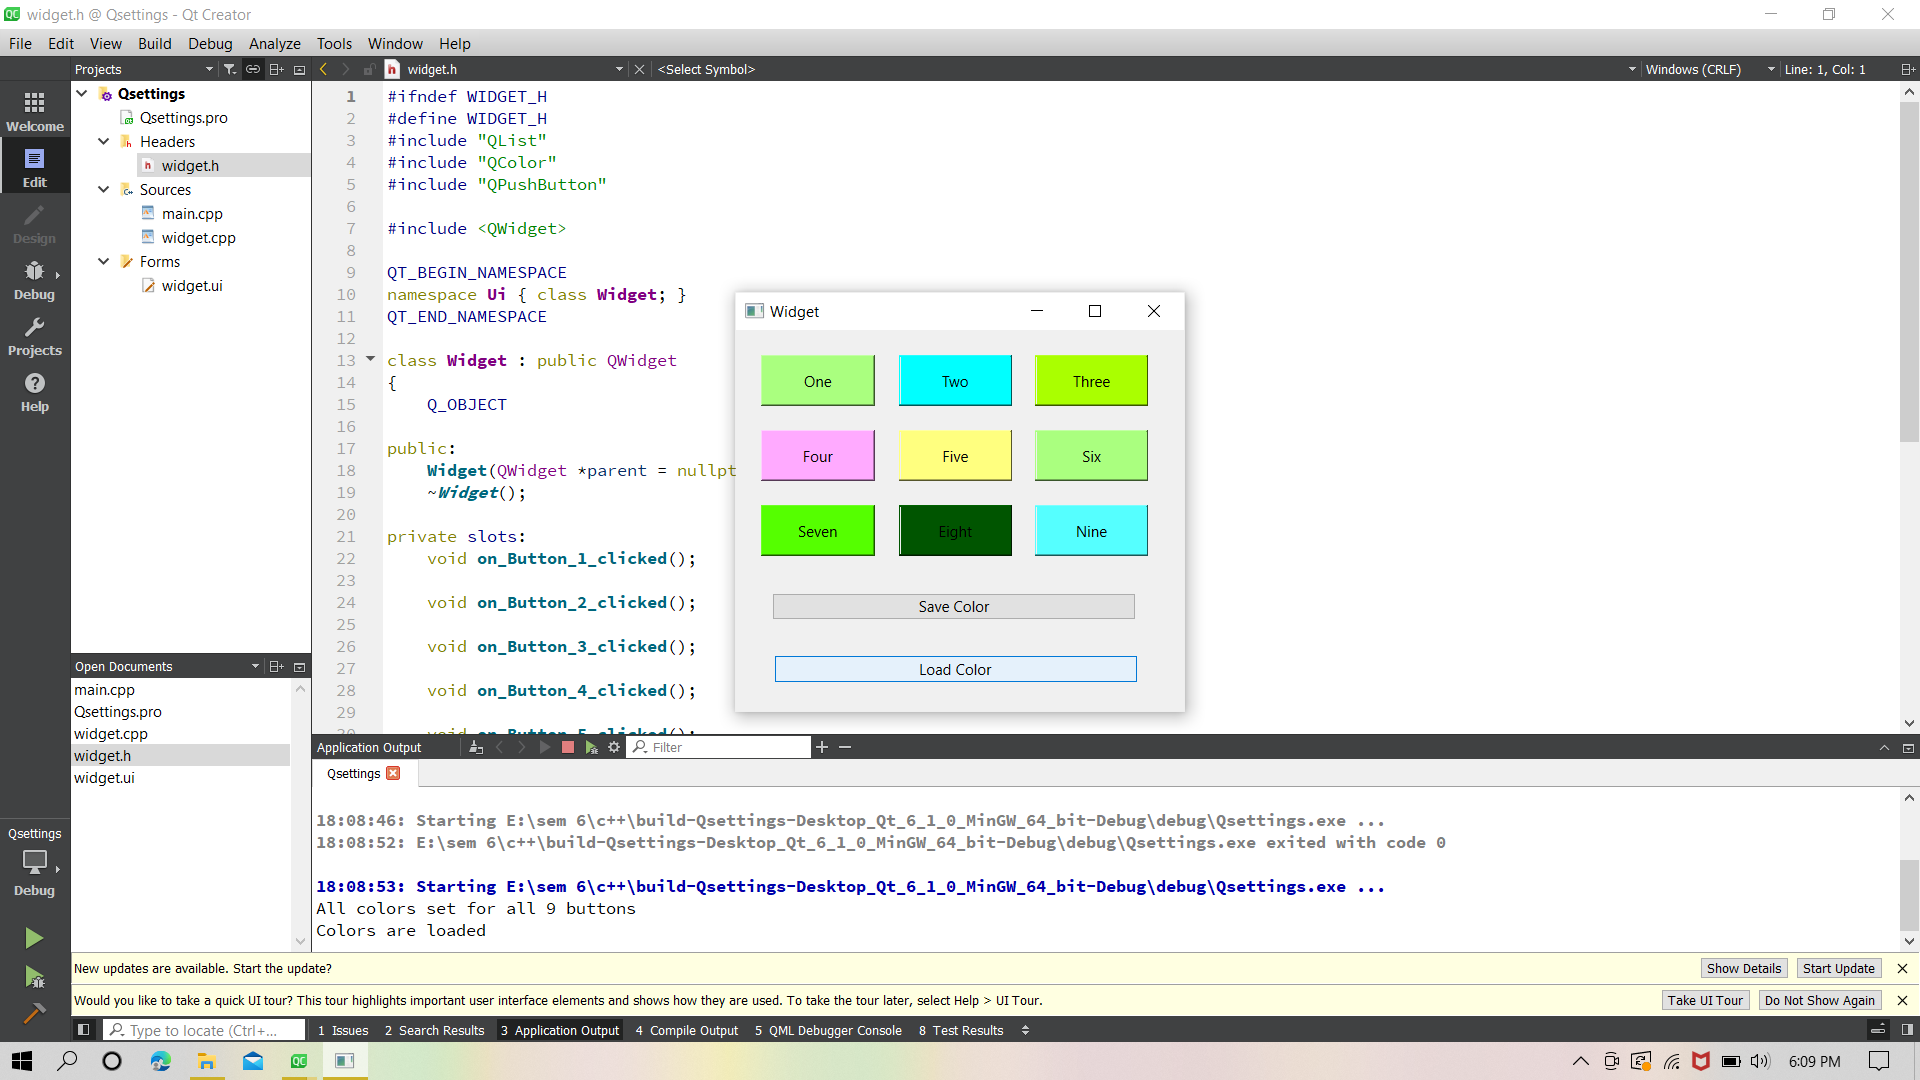 widget.h @ Qsettings - Qt Creator
File Edit View Build Debug Analyze Tools Window Help
Projects
widget.h
<Select Symbol>
Windows (CRLF)
Line: 1, Col: 1
Welcome
Edit
Design
Debug
Projects
Help
Qsettings
Qsettings.pro
Headers
widget.h
Sources
main.cpp
widget.cpp
Forms
widget.ui
1 #ifndef WIDGET_H
2 #define WIDGET_H
3 #include "QList"
4 #include "QColor"
5 #include "QPushButton"
6
7 #include <QWidget>
8
9 QT_BEGIN_NAMESPACE
10 namespace Ui { class Widget; }
11 QT_END_NAMESPACE
12
13 class Widget : public QWidget
14 {
15 Q_OBJECT
16
17 public:
18 Widget(QWidget *parent = nullpt
19 ~Widget();
20
21 private slots:
22 void on_Button_1_clicked();
23
24 void on_Button_2_clicked();
25
26 void on_Button_3_clicked();
27
28 void on_Button_4_clicked();
29
30 void on_Button_5_clicked();
Widget
One Two Three
Four Five Six
Seven Eight Nine
Save Color
Load Color
Open Documents
main.cpp
Qsettings.pro
widget.cpp
widget.h
widget.ui
Application Output
Filter
Qsettings
18:08:46: Starting E:\sem 6\c++\build-Qsettings-Desktop_Qt_6_1_0_MinGW_64_bit-Debug\debug\Qsettings.exe ...
18:08:52: E:\sem 6\c++\build-Qsettings-Desktop_Qt_6_1_0_MinGW_64_bit-Debug\debug\Qsettings.exe exited with code 0
18:08:53: Starting E:\sem 6\c++\build-Qsettings-Desktop_Qt_6_1_0_MinGW_64_bit-Debug\debug\Qsettings.exe ...
All colors set for all 9 buttons
Colors are loaded
Qsettings
Debug
New updates are available. Start the update?
Show Details
Start Update
Would you like to take a quick UI tour? This tour highlights important user interface elements and shows how they are used. To take the tour later, select Help > UI Tour.
Take UI Tour
Do Not Show Again
Type to locate (Ctrl+...
1 Issues 2 Search Results 3 Application Output 4 Compile Output 5 QML Debugger Console 8 Test Results
6:09 PM